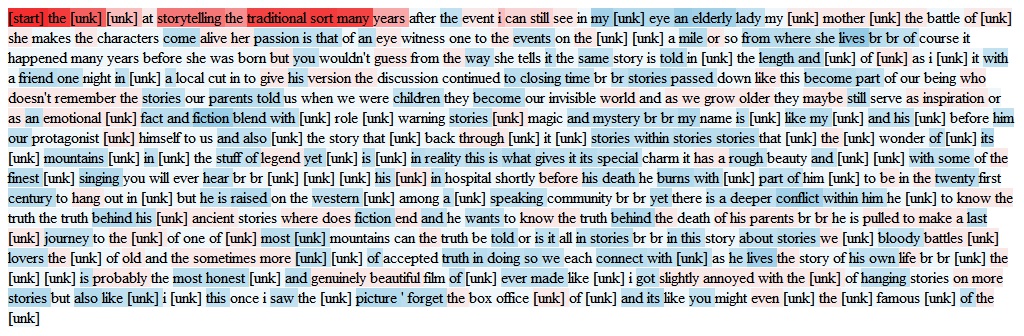 [start] the [unk] [unk] at storytelling the traditional sort many years after the event i can still see in my [unk] eye an elderly lady my [unk] mother [unk] the battle of [unk]
she makes the characters come alive her passion is that of an eye witness one to the events on the [unk] [unk] a mile or so from where she lives br br of course it
happened many years before she was born but you wouldn't guess from the way she tells it the same story is told in [unk] the length and [unk] of [unk] as i [unk] it with
a friend one night in [unk] a local cut in to give his version the discussion continued to closing time br br stories passed down like this become part of our being who
doesn't remember the stories our parents told us when we were children they become our invisible world and as we grow older they maybe still serve as inspiration or
as an emotional [unk] fact and fiction blend with [unk] role [unk] warning stories [unk] magic and mystery br br my name is [unk] like my [unk] and his [unk] before him
our protagonist [unk] himself to us and also [unk] the story that [unk] back through [unk] it [unk] stories within stories stories that [unk] the [unk] wonder of [unk] its
[unk] mountains [unk] in [unk] the stuff of legend yet [unk] is [unk] in reality this is what gives it its special charm it has a rough beauty and [unk] [unk] with some of the
finest [unk] singing you will ever hear br br [unk] [unk] [unk] his [unk] in hospital shortly before his death he burns with [unk] part of him [unk] to be in the twenty first
century to hang out in [unk] but he is raised on the western [unk] among a [unk] speaking community br br yet there is a deeper conflict within him he [unk] to know the
truth the truth behind his [unk] ancient stories where does fiction end and he wants to know the truth behind the death of his parents br br he is pulled to make a last
[unk] journey to the [unk] of one of [unk] most [unk] mountains can the truth be told or is it all in stories br br in this story about stories we [unk] bloody battles [unk]
lovers the [unk] of old and the sometimes more [unk] [unk] of accepted truth in doing so we each connect with [unk] as he lives the story of his own life br br [unk] the
[unk] [unk] is probably the most honest [unk] and genuinely beautiful film of [unk] ever made like [unk] i got slightly annoyed with the [unk] of hanging stories on more
stories but also like [unk] i [unk] this once i saw the [unk] picture ' forget the box office [unk] of [unk] and its like you might even [unk] the [unk] famous [unk] of the
[unk]